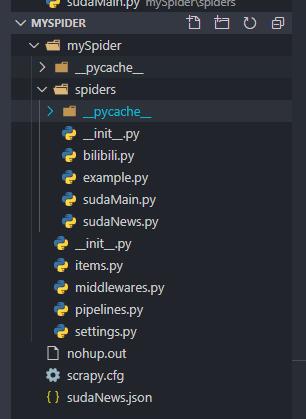 sudaMain.py mySpider\spiders
MYSPIDER
mySpider
__pycache__
spiders
__pycache__
__init__.py
bilibili.py
example.py
sudaMain.py
sudaNews.py
__init__.py
items.py
middlewares.py
pipelines.py
settings.py
nohup.out
scrapy.cfg
{ } sudaNews.json